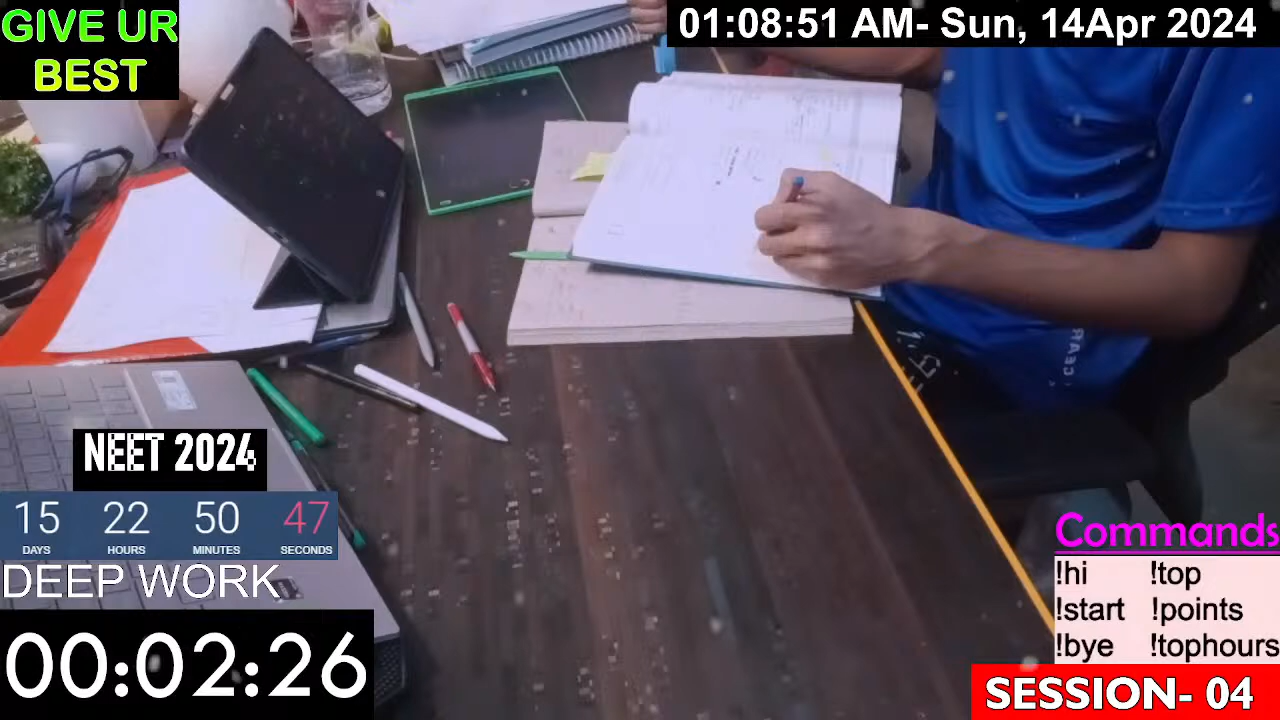 GIVE UR
BEST
01:08:51 AM- Sun, 14Apr 2024
NEET 2024
15 22 50 47
DAYS HOURS MINUTES SECONDS
DEEP WORK
00:02:26
Commands
!hi !top
!start !points
!bye !tophours
SESSION- 04